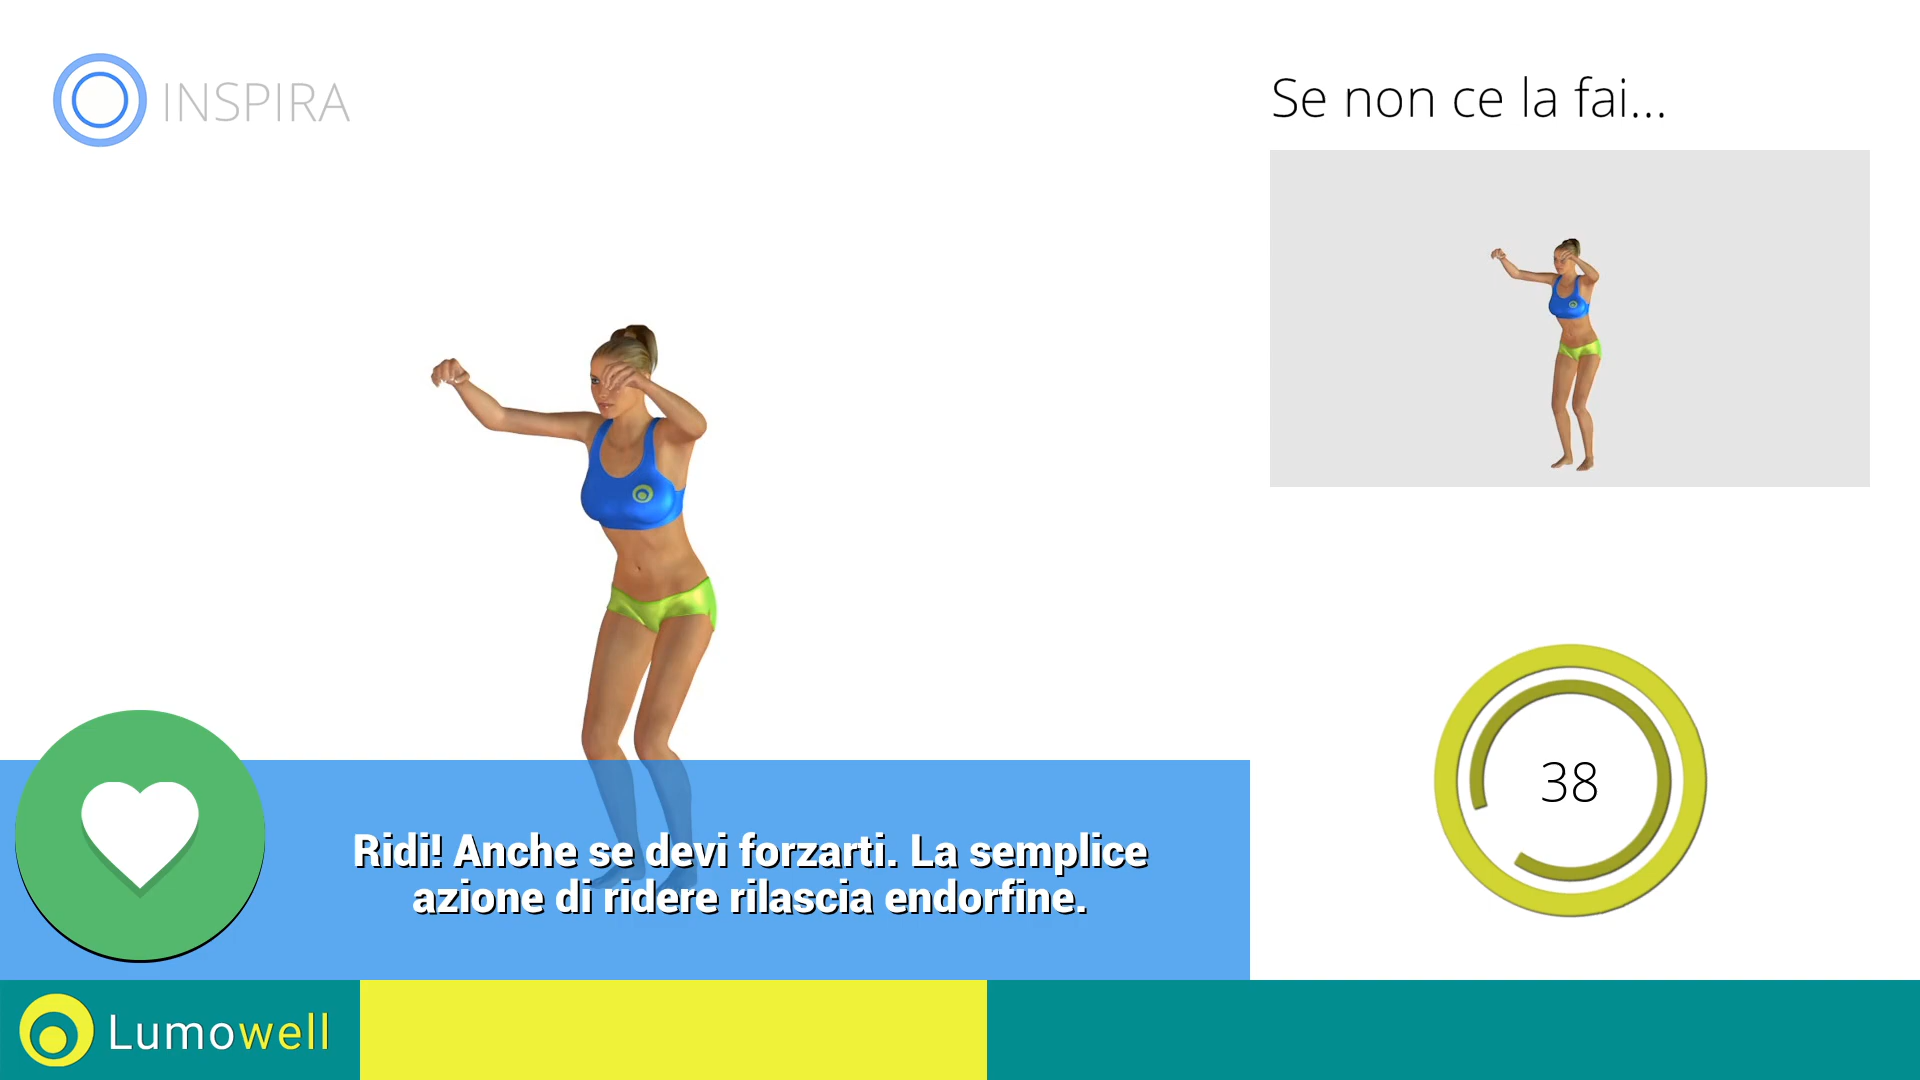 INSPIRA
Se non ce la fai...
38
Ridi! Anche se devi forzarti. La semplice
azione di ridere rilascia endorfine.
Lumowell